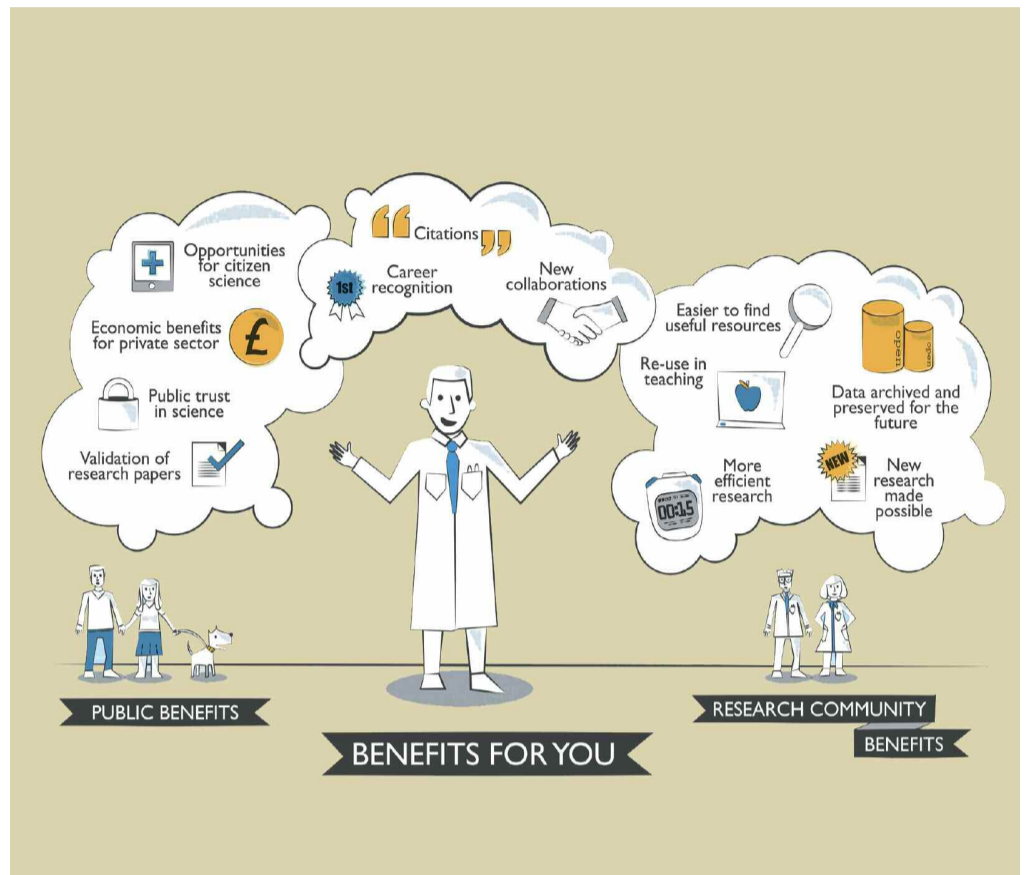 Opportunities
for citizen
science
Economic benefits
for private sector
£
Public trust
in science
Validation of
research papers
Citations
1st
Career
recognition
New
collaborations
Easier to find
useful resources
open
open
Re-use in
teaching
Data archived and
preserved for the
future
More
efficient
research
00:15
NEW
New
research
made
possible
PUBLIC BENEFITS
BENEFITS FOR YOU
RESEARCH COMMUNITY
BENEFITS